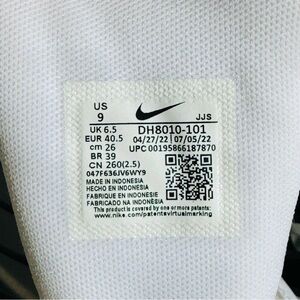 US
9
JJS
UK 6.5
EUR 40.5
cm 26
BR 39
CN 260(2.5)
DH8010-101
04/27/22 07/05/22
UPC 00195866187870
047F636JV6WY9
MADE IN INDONESIA
HECHO EN INDONESIA
FABRIQUÉ EN INDONESIE
FABRICADO NA INDONÉSIA
This product is covered by one or more patents:
www.nike.com/patentsvirtualmarking